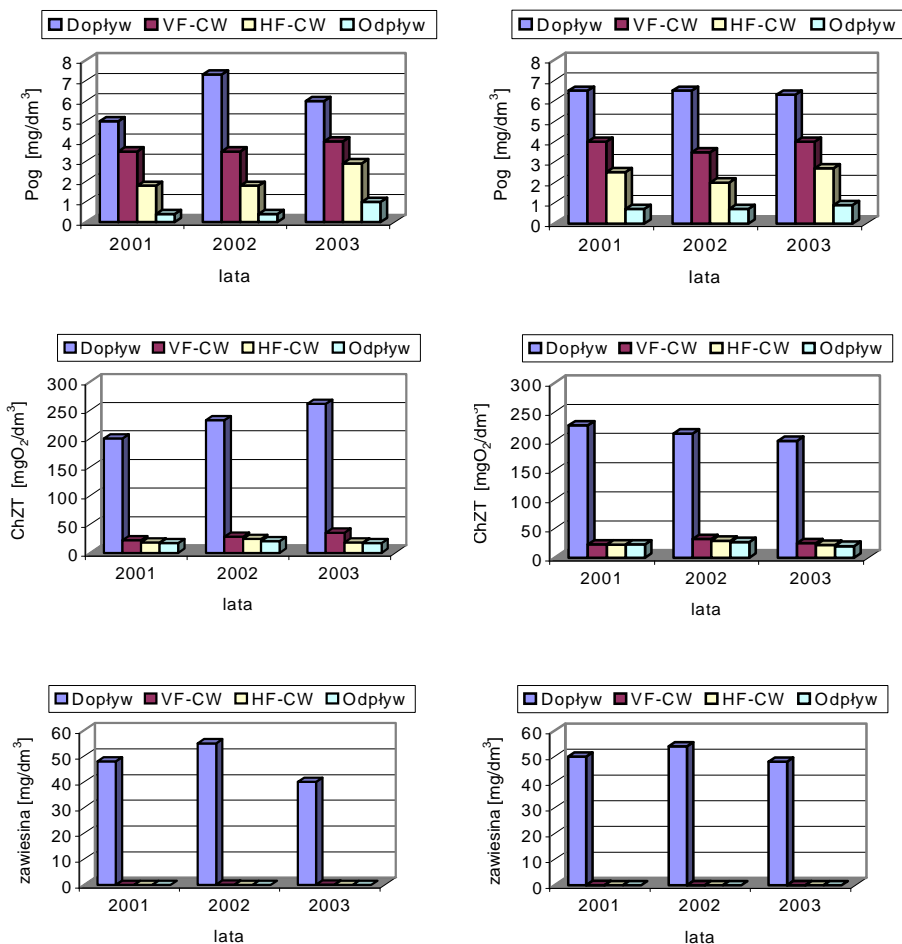 Dopływ VF-CW HF-CW Odpływ
Pog [mg/dm³]
8
7
6
5
4
3
2
1
0
2001 2002 2003
lata
Dopływ VF-CW HF-CW Odpływ
Pog [mg/dm³]
8
7
6
5
4
3
2
1
0
2001 2002 2003
lata
Dopływ VF-CW HF-CW Odpływ
ChZT [mgO₂/dm³]
300
250
200
150
100
50
0
2001 2002 2003
lata
Dopływ VF-CW HF-CW Odpływ
ChZT [mgO₂/dm³]
300
250
200
150
100
50
0
2001 2002 2003
lata
Dopływ VF-CW HF-CW Odpływ
zawiesina [mg/dm³]
60
50
40
30
20
10
0
2001 2002 2003
lata
Dopływ VF-CW HF-CW Odpływ
zawiesina [mg/dm³]
60
50
40
30
20
10
0
2001 2002 2003
lata